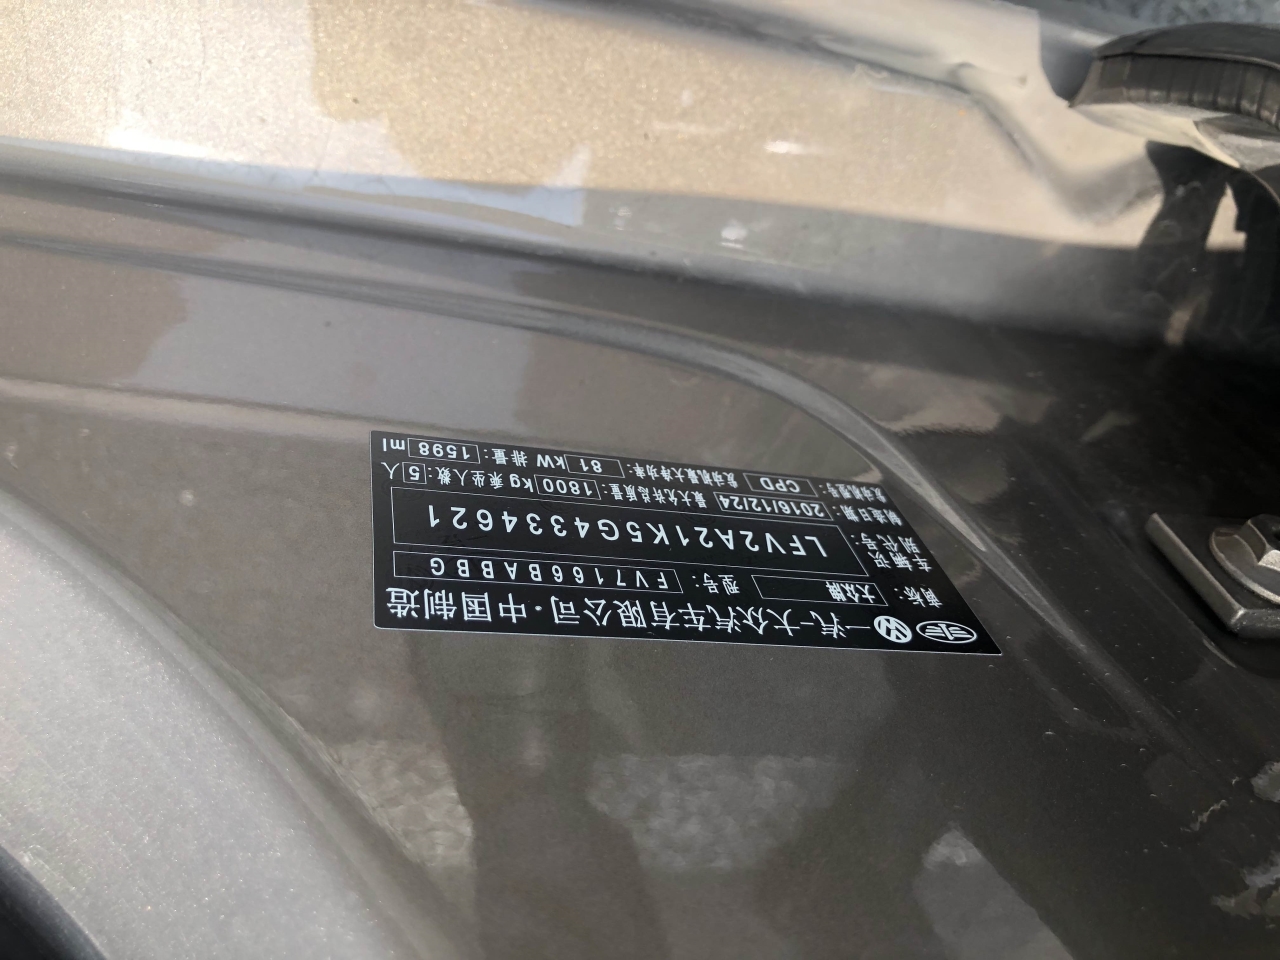 一汽-大众汽车有限公司·中国制造
商标: 大众牌 型号: FV7166BABBG
车辆识别代号: LFV2A21K5G4334621
制造日期: 2016/12/24 最大允许总质量: 1800 kg 乘坐人数: 5 人
发动机型号: CPD 发动机最大净功率: 81 kW 排量: 1598 ml